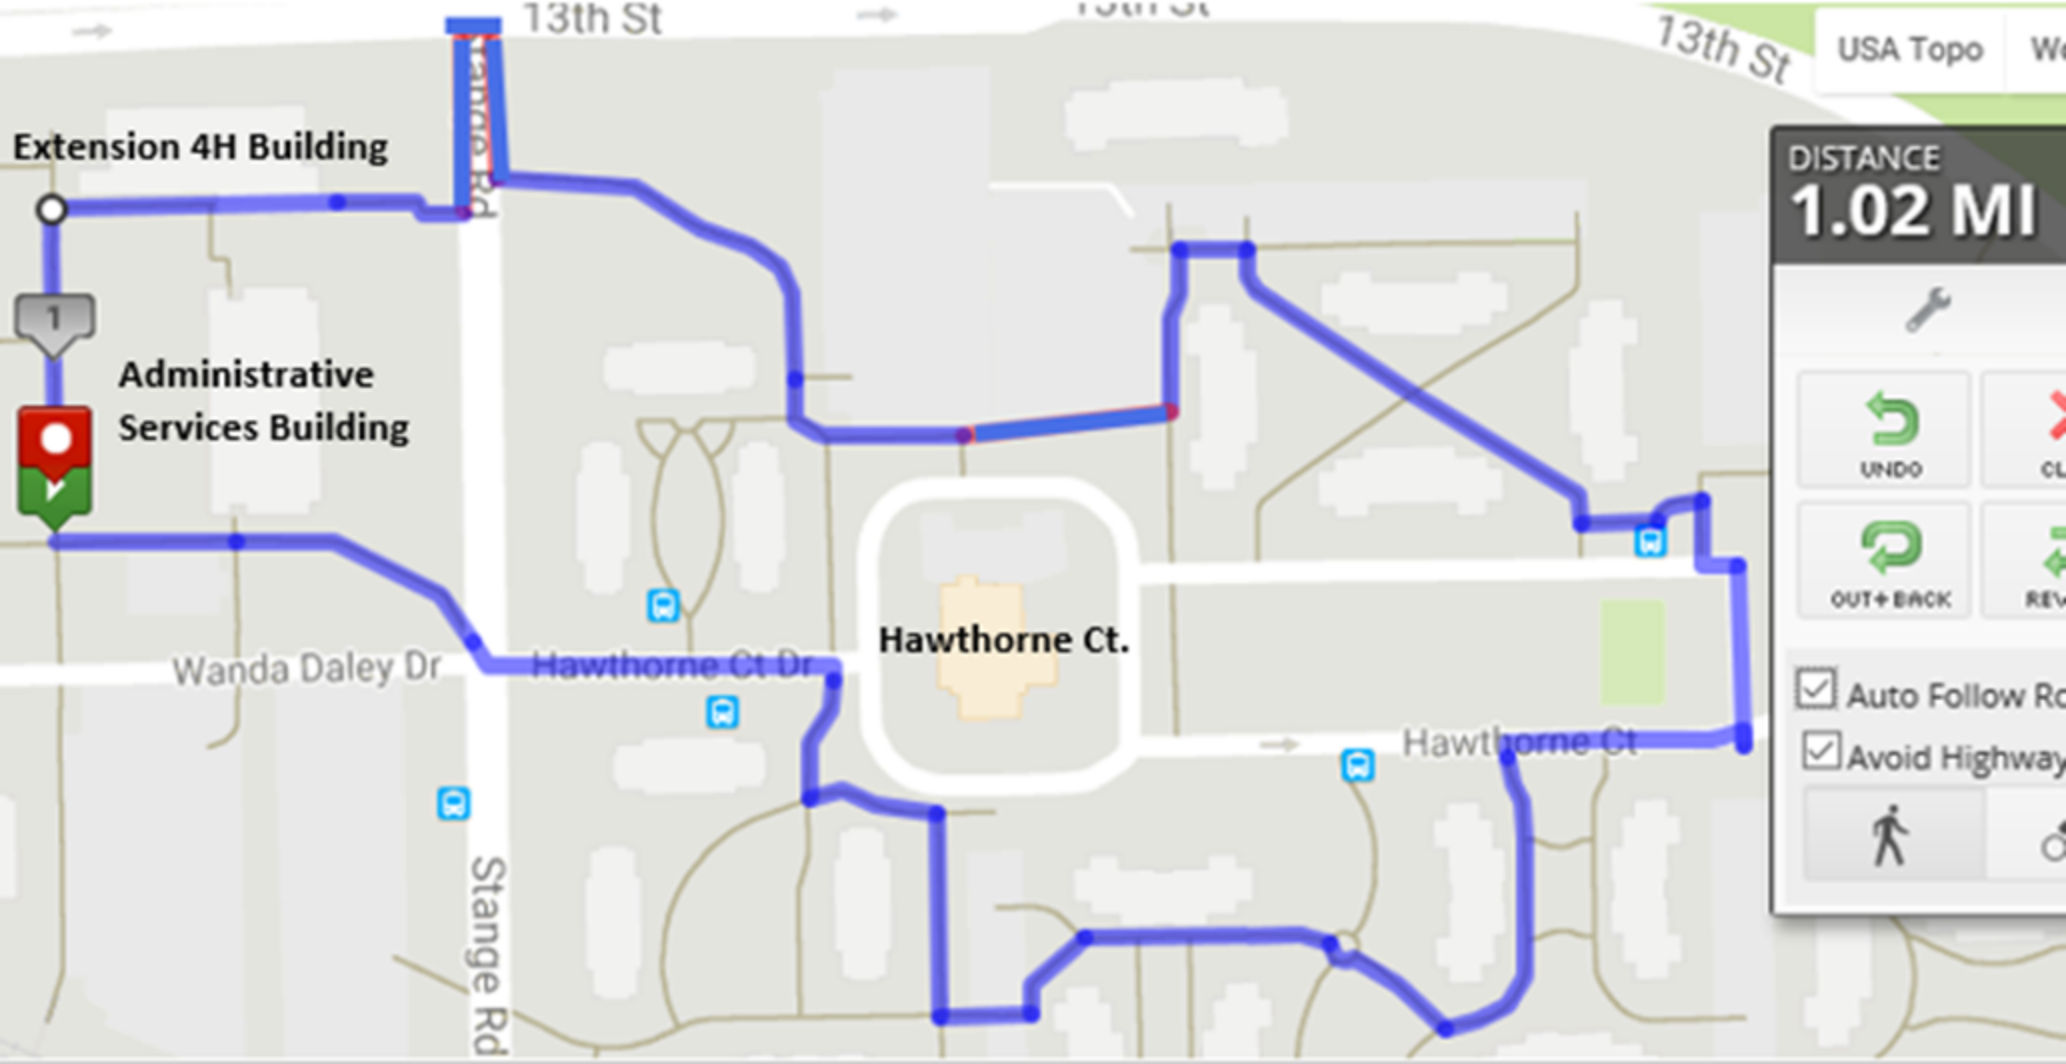 13th St
13th St
13th St
USA Topo
DISTANCE
1.02 MI
Extension 4H Building
1
Administrative
Services Building
UNDO
OUT+BACK
Hawthorne Ct.
Wanda Daley Dr
Hawthorne Ct Dr
Auto Follow
Hawthorne Ct
Avoid Highway
Stange Rd